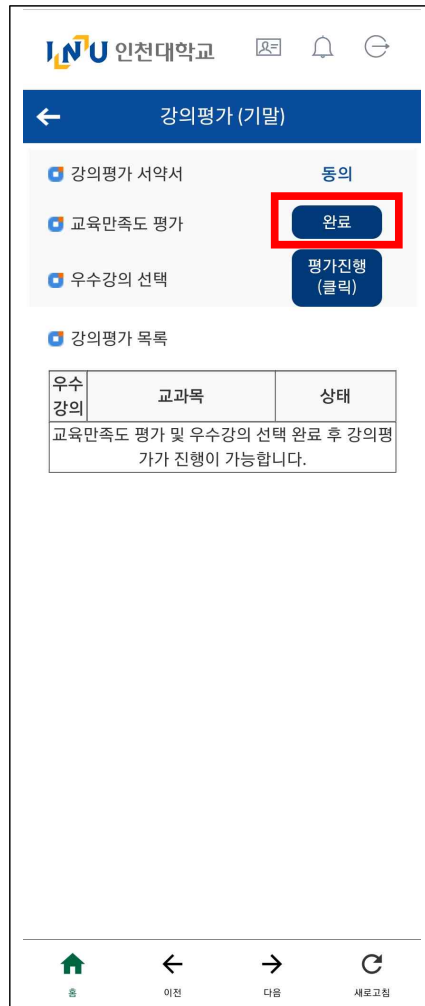 INU 인천대학교
강의평가 (기말)
강의평가 서약서 동의
교육만족도 평가 완료
우수강의 선택 평가진행
(클릭)
강의평가 목록
우수
강의 교과목 상태
교육만족도 평가 및 우수강의 선택 완료 후 강의평
가가 진행이 가능합니다.
홈 이전 다음 새로고침